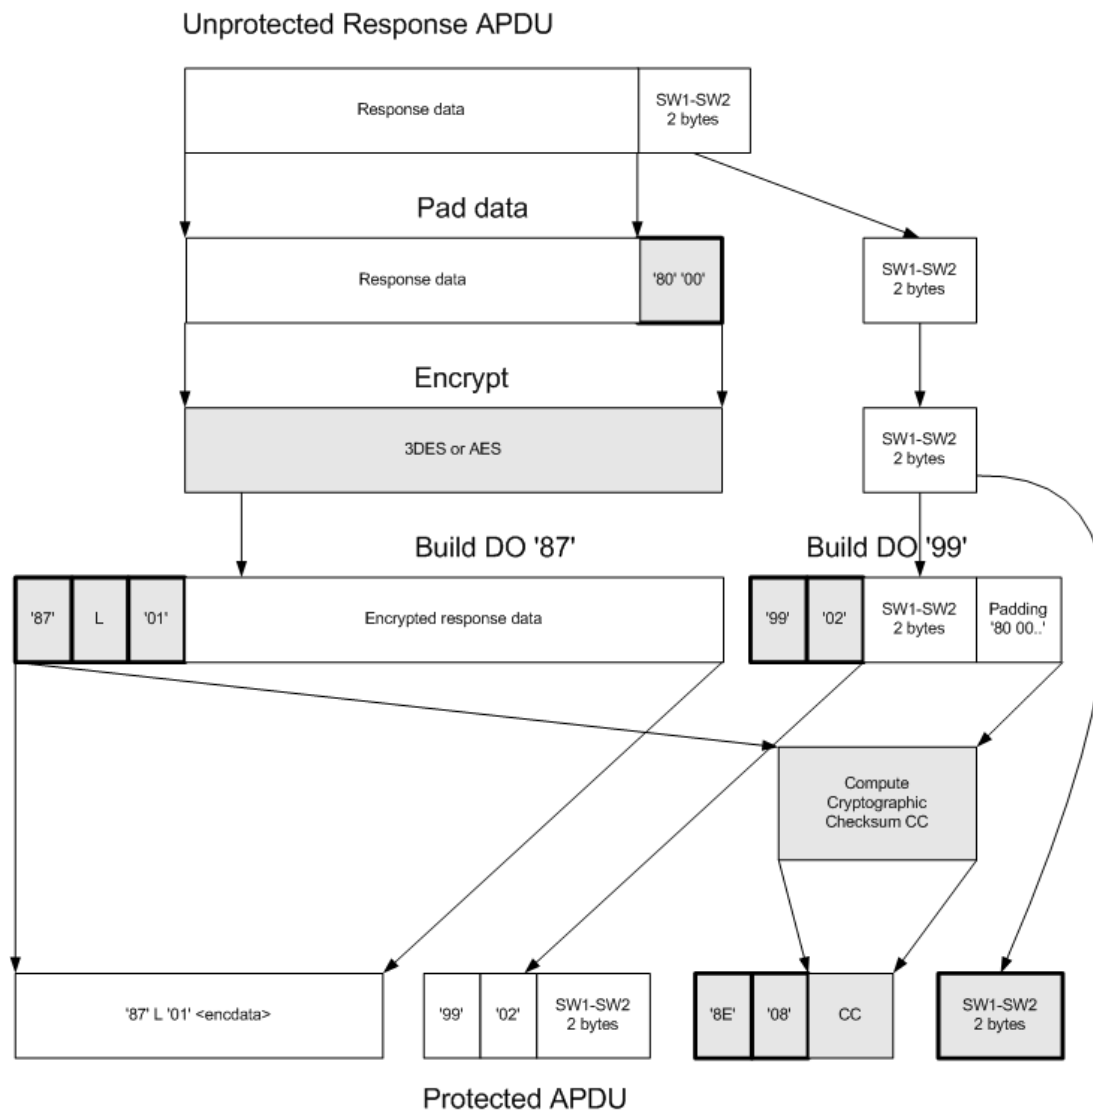 Unprotected Response APDU
Response data
SW1-SW2
2 bytes
Pad data
Response data
'80' '00'
SW1-SW2
2 bytes
Encrypt
3DES or AES
SW1-SW2
2 bytes
Build DO '87'
Build DO '99'
'87'
L
'01'
Encrypted response data
'99'
'02'
SW1-SW2
2 bytes
Padding
'80 00..'
Compute
Cryptographic
Checksum CC
'87' L '01' <encdata>
'99'
'02'
SW1-SW2
2 bytes
'8E'
'08'
CC
SW1-SW2
2 bytes
Protected APDU